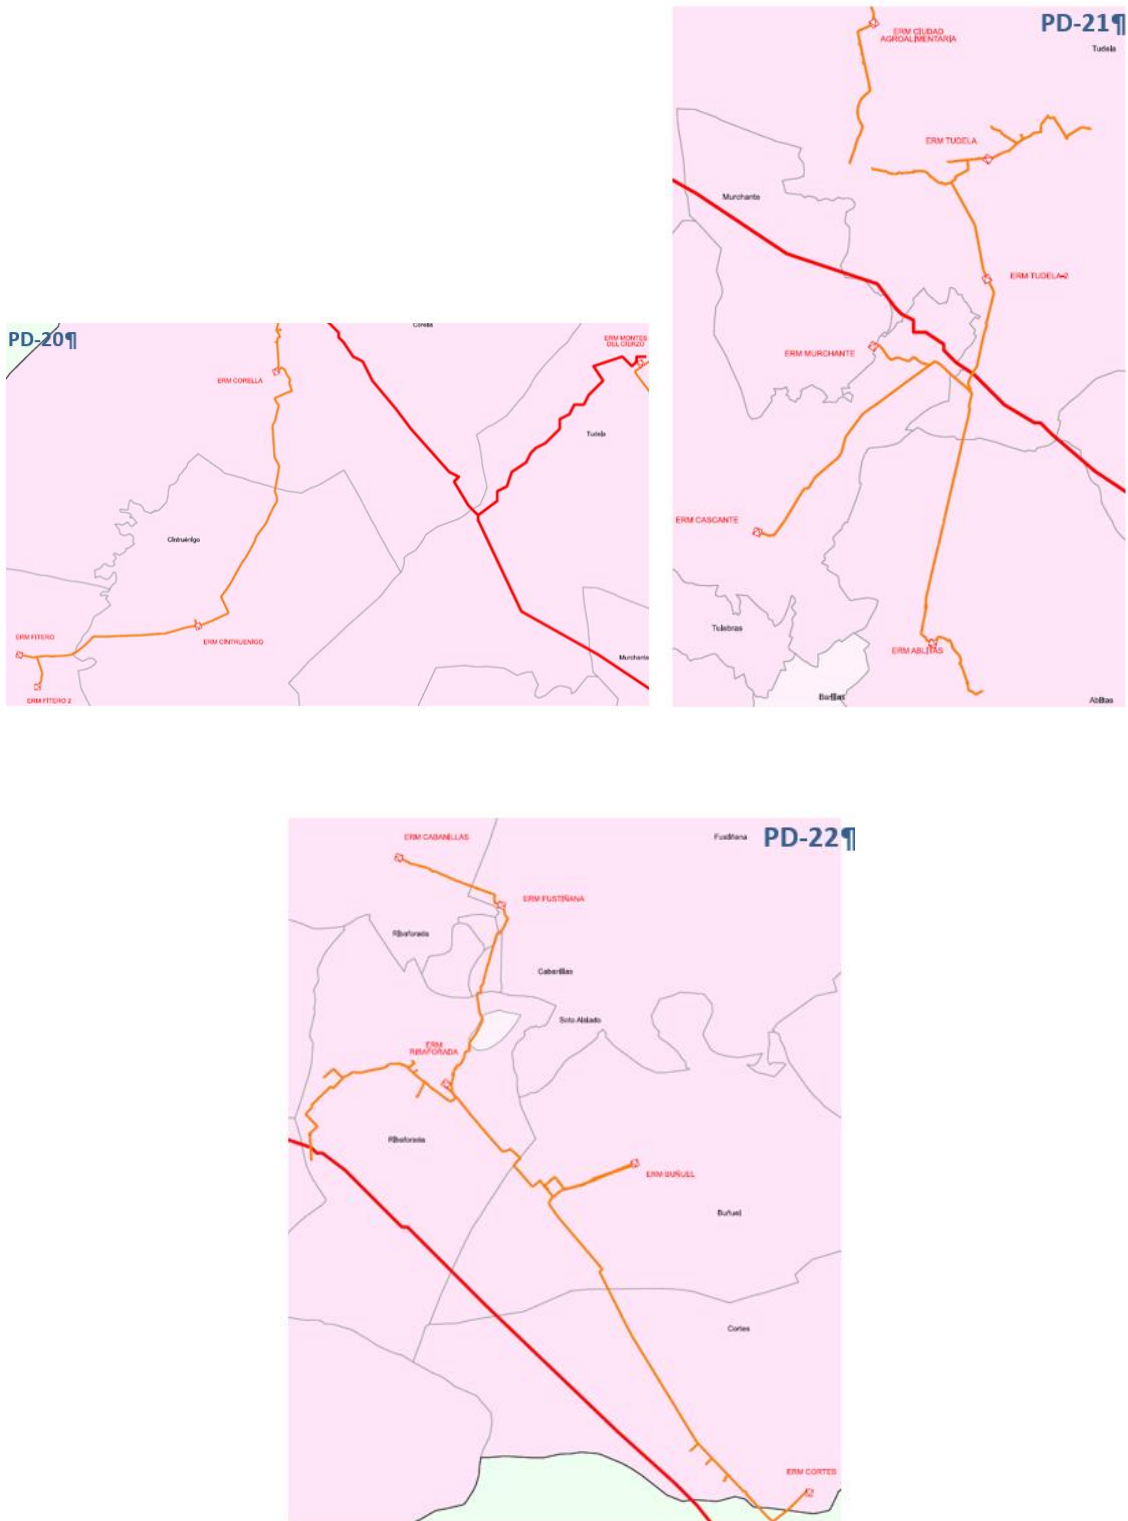 PD-21¶
ERM CIUDAD
AGROALIMENTARIA
Tudela
ERM TUDELA
Murchante
ERM TUDELA-2
ERM MURCHANTE
ERM CASCANTE
Tulebras
ERM ABLITAS
Barillas
Ablitas
PD-20¶
Corella
ERM MONTES
DEL CIERZO
ERM CORELLA
Tudela
Cintruénigo
ERM FITERO
ERM CINTRUENIGO
Murchante
ERM FITERO 2
PD-22¶
ERM CABANILLAS
Fustiñana
ERM FUSTIÑANA
Ribaforada
Cabanillas
Soto Aislado
ERM
RIBAFORADA
Ribaforada
ERM BUÑUEL
Buñuel
Cortes
ERM CORTES